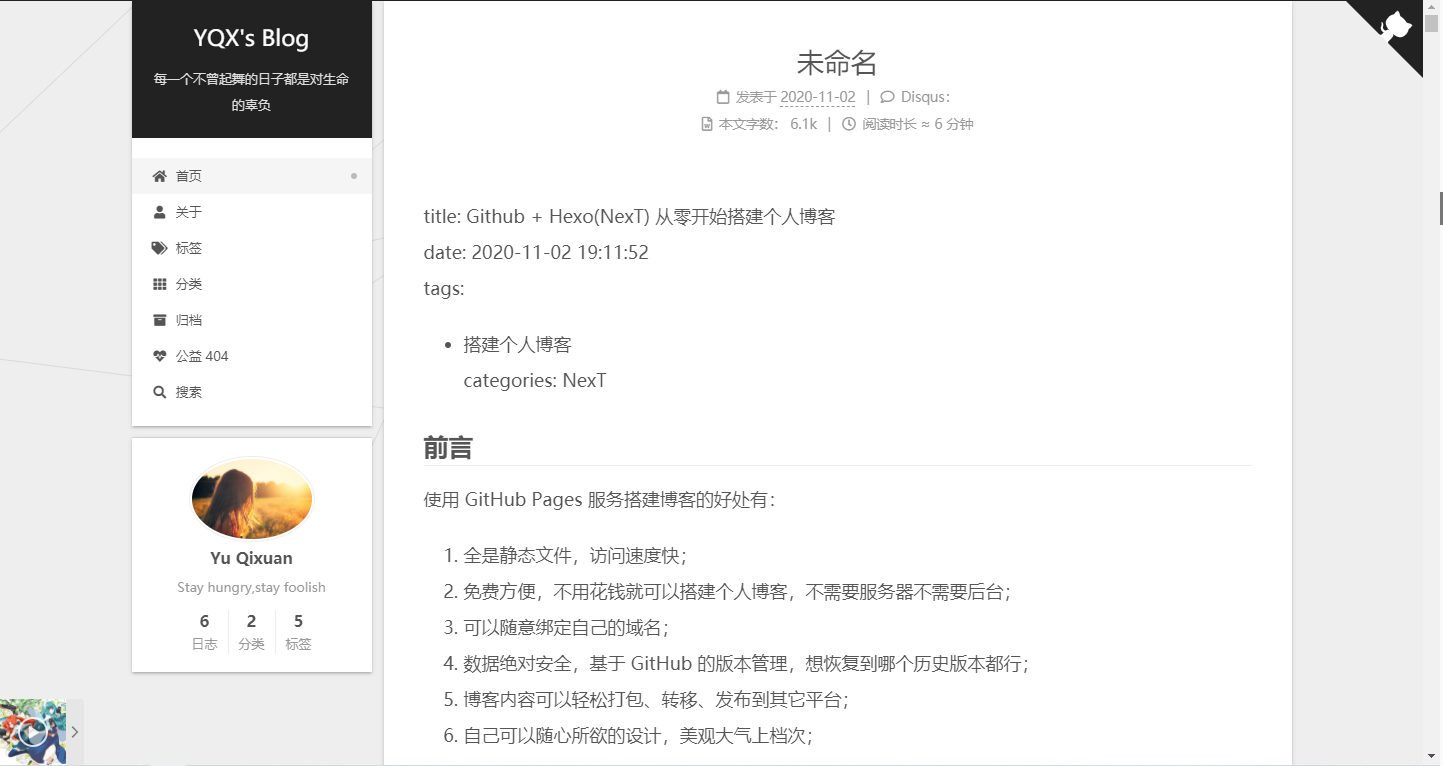 YQX's Blog
每一个不曾起舞的日子都是对生命
的辜负
首页
关于
标签
分类
归档
公益 404
搜索
Yu Qixuan
Stay hungry,stay foolish
6 2 5
日志 分类 标签
未命名
发表于 2020-11-02 | Disqus:
本文字数： 6.1k | 阅读时长 ≈ 6 分钟
title: Github + Hexo(NexT) 从零开始搭建个人博客
date: 2020-11-02 19:11:52
tags:
• 搭建个人博客
categories: NexT
前言
使用 GitHub Pages 服务搭建博客的好处有：
1. 全是静态文件，访问速度快；
2. 免费方便，不用花钱就可以搭建个人博客，不需要服务器不需要后台；
3. 可以随意绑定自己的域名；
4. 数据绝对安全，基于 GitHub 的版本管理，想恢复到哪个历史版本都行；
5. 博客内容可以轻松打包、转移、发布到其它平台；
6. 自己可以随心所欲的设计，美观大气上档次；